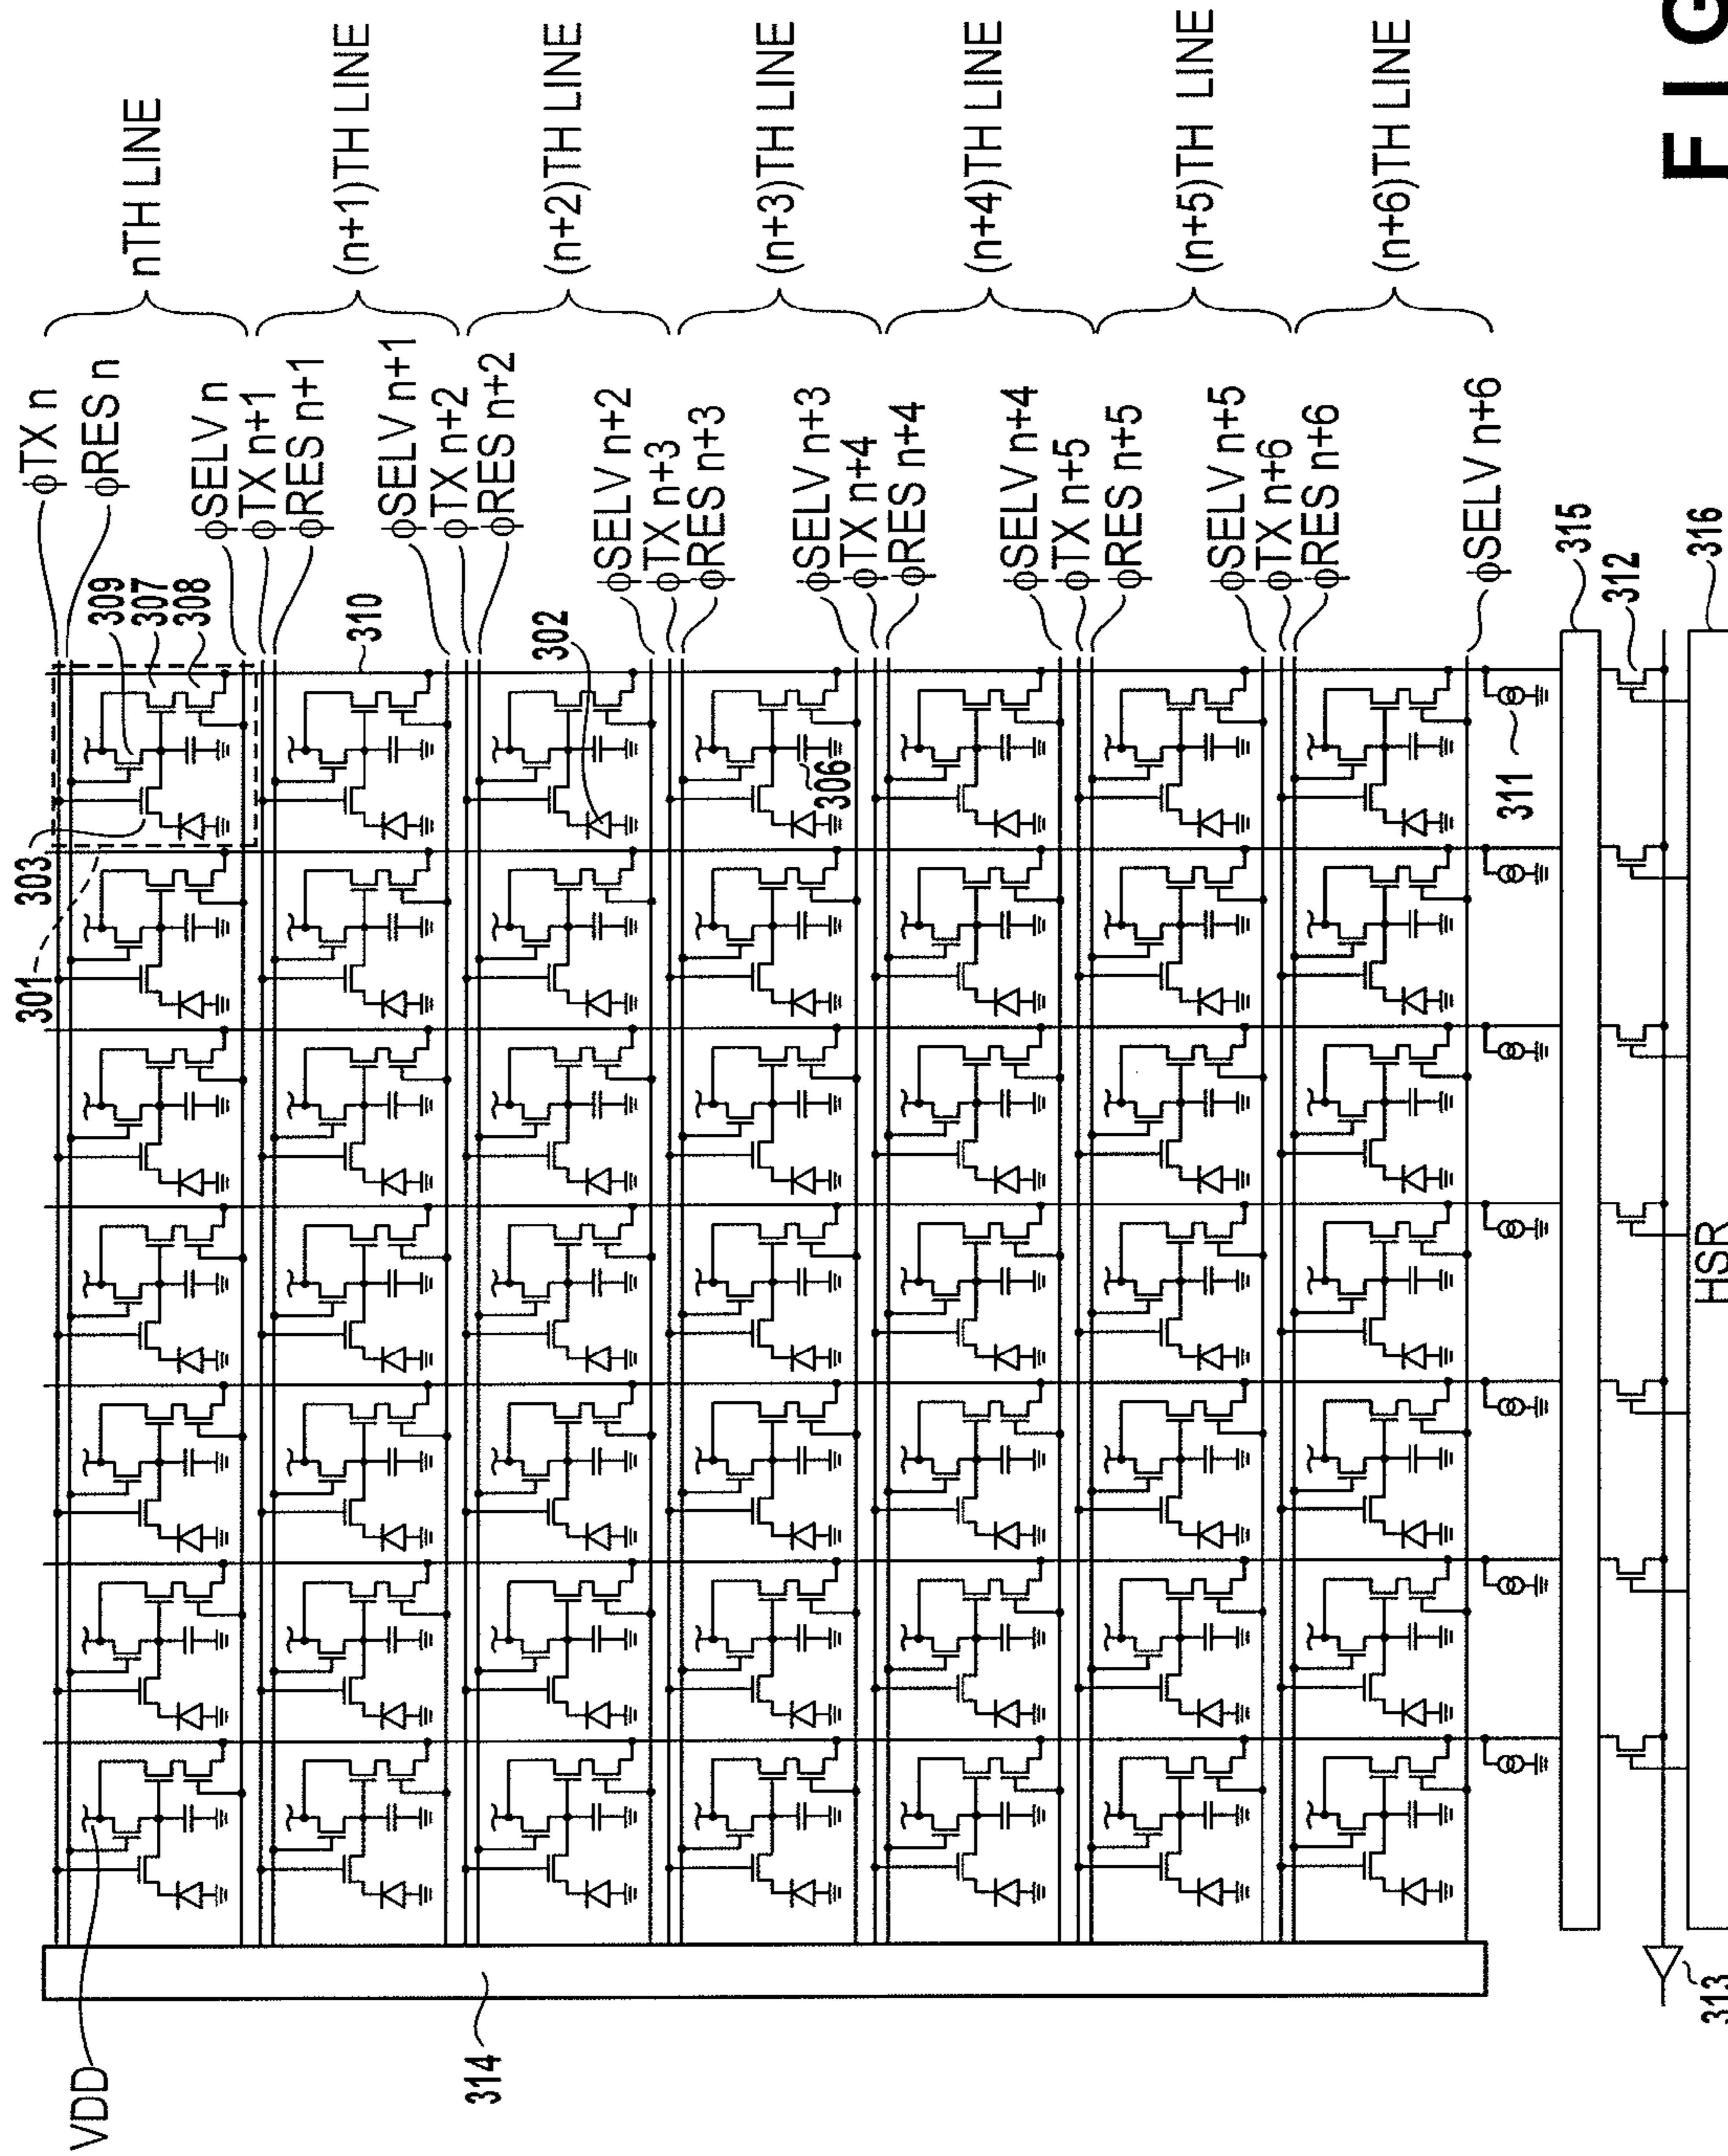 VDD
314
301
303
309
307
308
310
302
306
311
315
312
316
313
HSR
ϕTX n
ϕRES n
ϕSELV n
ϕTX n+1
ϕRES n+1
ϕSELV n+1
ϕTX n+2
ϕRES n+2
ϕSELV n+2
ϕTX n+3
ϕRES n+3
ϕSELV n+3
ϕTX n+4
ϕRES n+4
ϕSELV n+4
ϕTX n+5
ϕRES n+5
ϕSELV n+5
ϕTX n+6
ϕRES n+6
ϕSELV n+6
nTH LINE
(n+1)TH LINE
(n+2)TH LINE
(n+3)TH LINE
(n+4)TH LINE
(n+5)TH LINE
(n+6)TH LINE
FIG